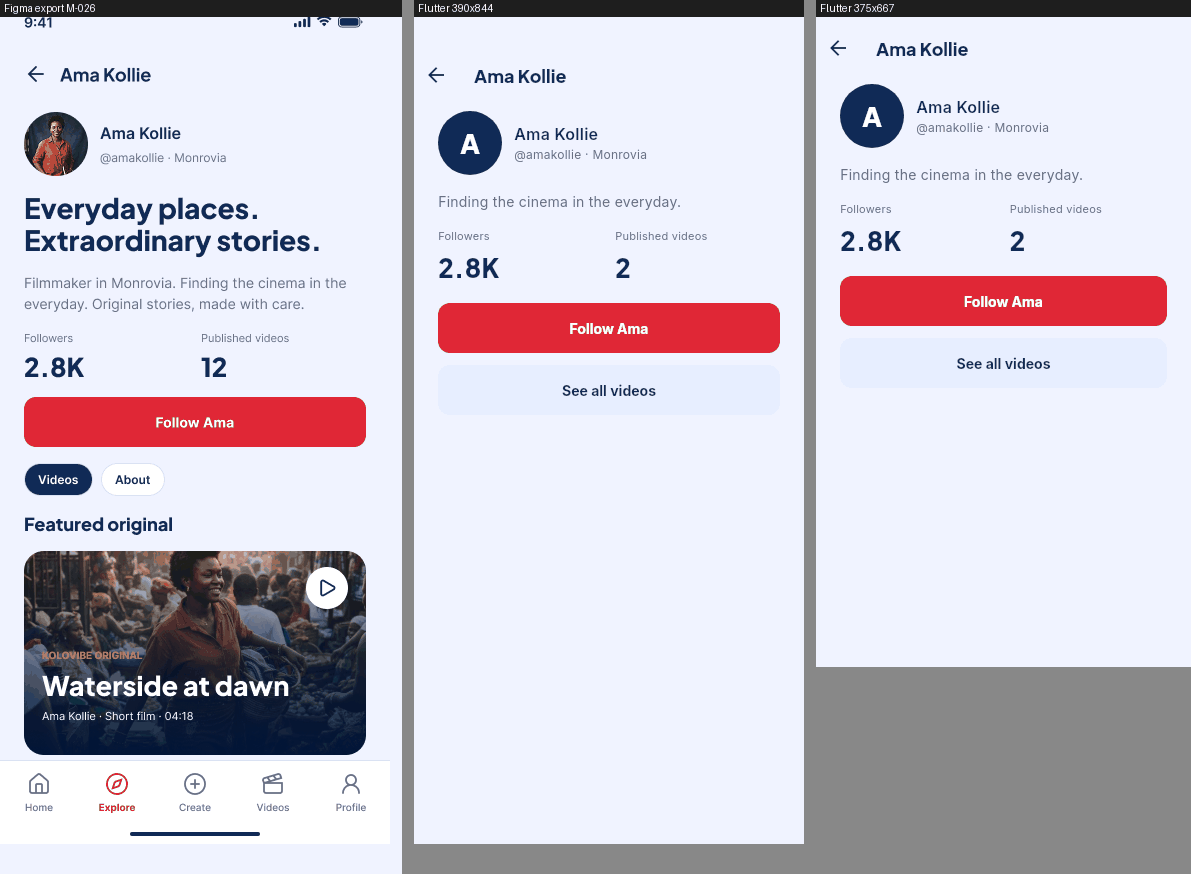 Figma export M-026
9:41
Ama Kollie
Ama Kollie
@amakollie · Monrovia
Everyday places.
Extraordinary stories.
Filmmaker in Monrovia. Finding the cinema in the
everyday. Original stories, made with care.
Followers
Published videos
2.8K
12
Follow Ama
Videos
About
Featured original
KOLOVIBE ORIGINAL
Waterside at dawn
Ama Kollie · Short film · 04:18
Home
Explore
Create
Videos
Profile
Flutter 390x844
Ama Kollie
A
Ama Kollie
@amakollie · Monrovia
Finding the cinema in the everyday.
Followers
Published videos
2.8K
2
Follow Ama
See all videos
Flutter 375x667
Ama Kollie
A
Ama Kollie
@amakollie · Monrovia
Finding the cinema in the everyday.
Followers
Published videos
2.8K
2
Follow Ama
See all videos